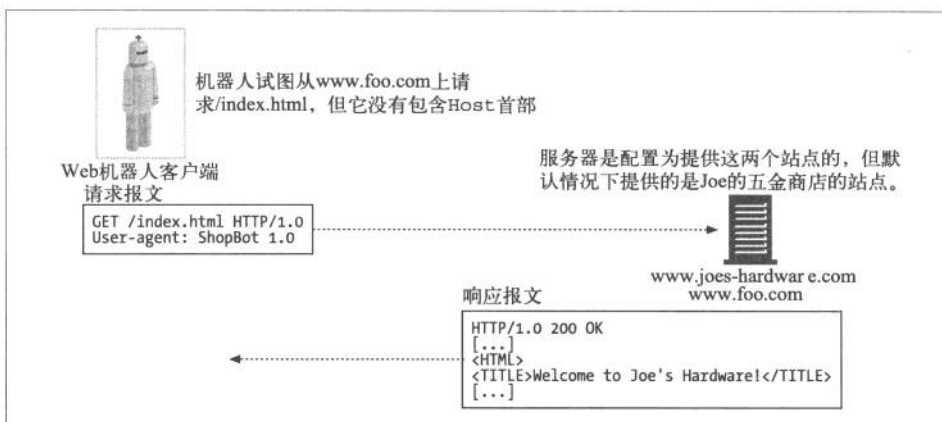 机器人试图从www.foo.com上请
求/index.html，但它没有包含Host首部
Web机器人客户端
请求报文
GET /index.html HTTP/1.0
User-agent: ShopBot 1.0
服务器是配置为提供这两个站点的，但默
认情况下提供的是Joe的五金商店的站点。
www.joes-hardware.com
www.foo.com
响应报文
HTTP/1.0 200 OK
[...]
<HTML>
<TITLE>Welcome to Joe's Hardware!</TITLE>
[...]